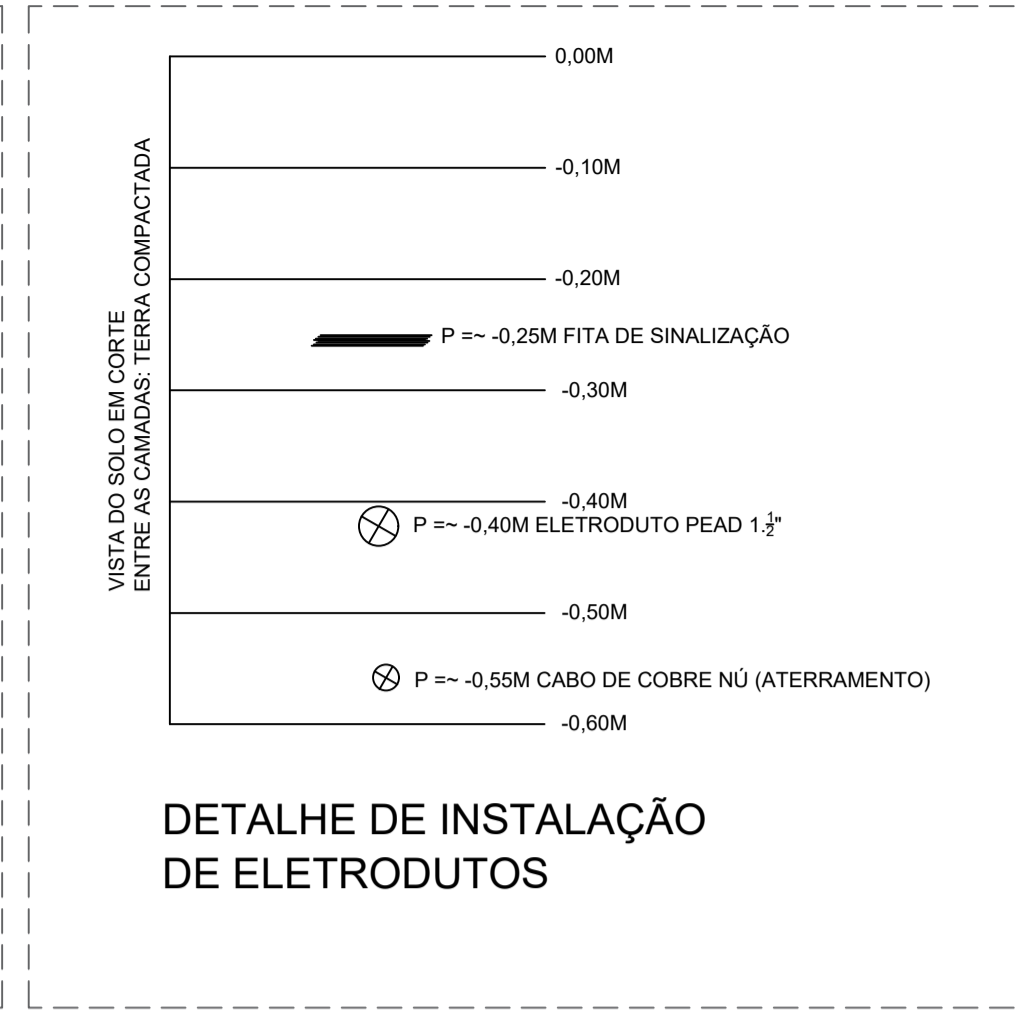 0,00M
-0,10M
-0,20M
P =~ -0,25M FITA DE SINALIZAÇÃO
-0,30M
-0,40M
P =~ -0,40M ELETRODUTO PEAD 1.½"
-0,50M
P =~ -0,55M CABO DE COBRE NÚ (ATERRAMENTO)
-0,60M
VISTA DO SOLO EM CORTE
ENTRE AS CAMADAS: TERRA COMPACTADA
DETALHE DE INSTALAÇÃO
DE ELETRODUTOS